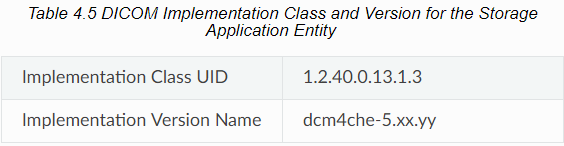 Table 4.5 DICOM Implementation Class and Version for the Storage
Application Entity
Implementation Class UID 1.2.40.0.13.1.3
Implementation Version Name dcm4che-5.xx.yy